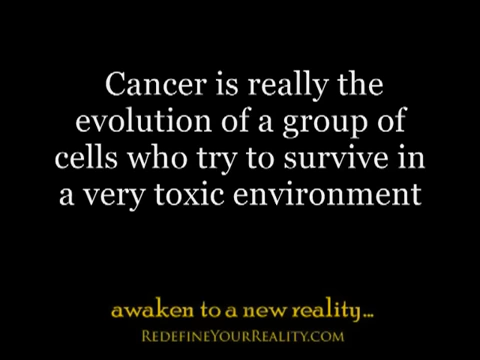 Cancer is really the
evolution of a group of
cells who try to survive in
a very toxic environment
awaken to a new reality...
REDEFINEYOURREALITY.COM